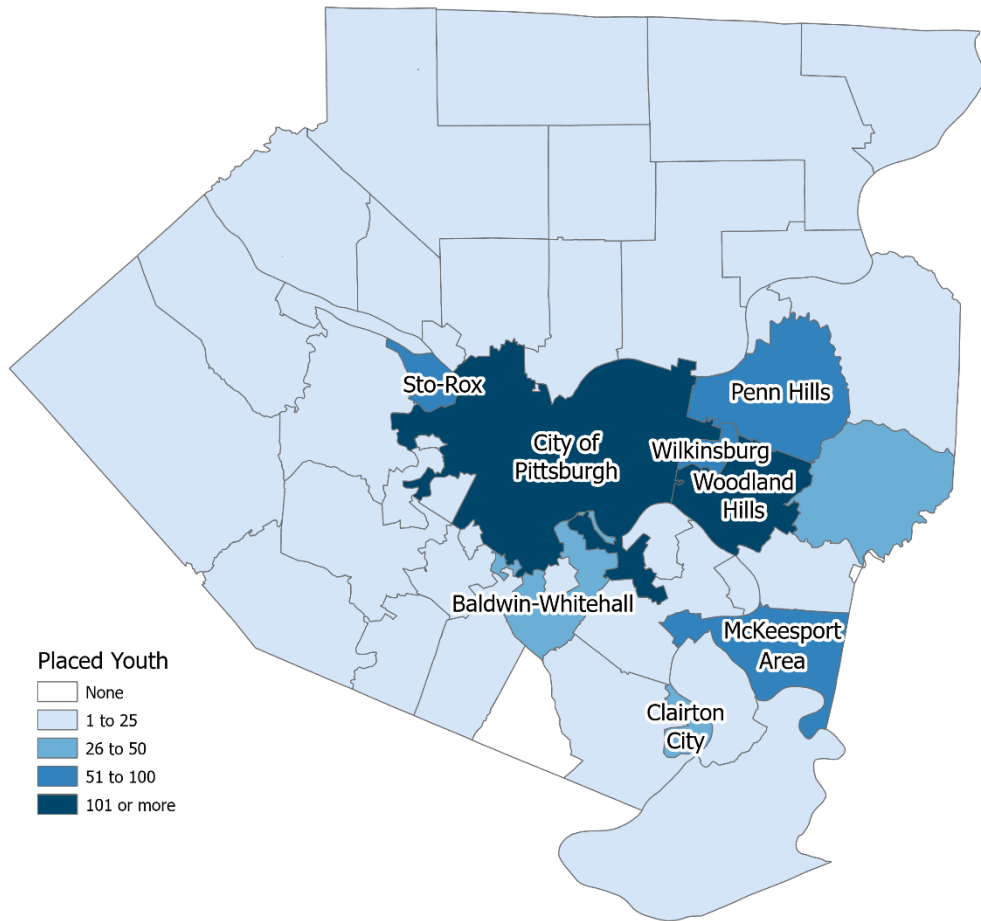 Sto-Rox
Penn Hills
City of
Pittsburgh
Wilkinsburg
Woodland
Hills
Baldwin-Whitehall
McKeesport
Area
Clairton
City
Placed Youth
None
1 to 25
26 to 50
51 to 100
101 or more